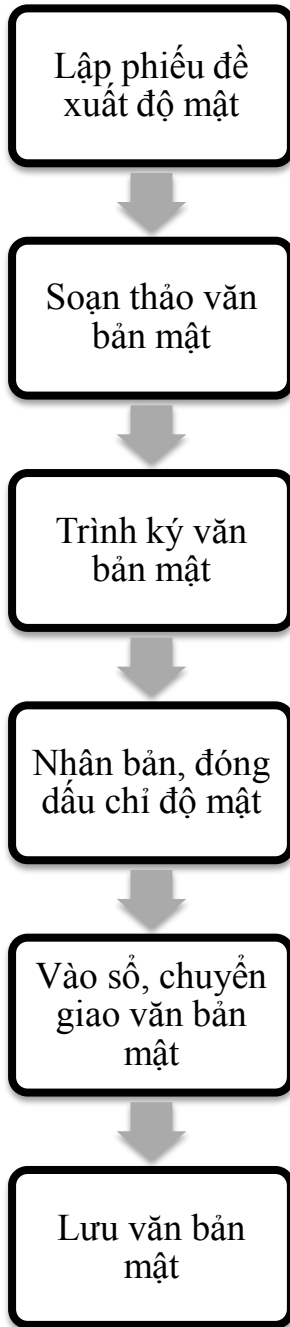 Lập phiếu đề
xuất độ mật
Soạn thảo văn
bản mật
Trình ký văn
bản mật
Nhân bản, đóng
dấu chỉ độ mật
Vào sổ, chuyển
giao văn bản
mật
Lưu văn bản
mật